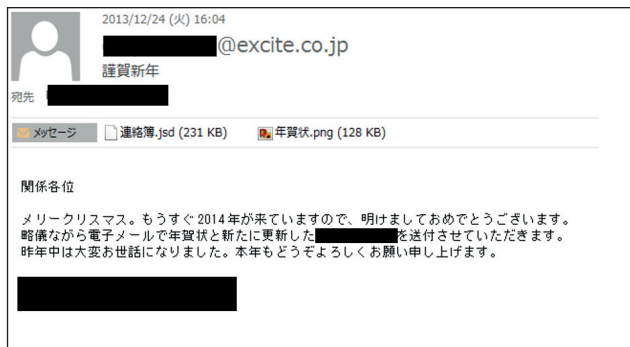 2013/12/24 (火) 16:04
@excite.co.jp
謹賀新年
宛先
メッセージ 連絡簿.jsd (231 KB) 年賀状.png (128 KB)
関係各位
メリークリスマス。もうすぐ2014年が来ていますので、明けましておめでとうございます。
略儀ながら電子メールで年賀状と新たに更新した を送付させていただきます。
昨年中は大変お世話になりました。本年もどうぞよろしくお願い申し上げます。